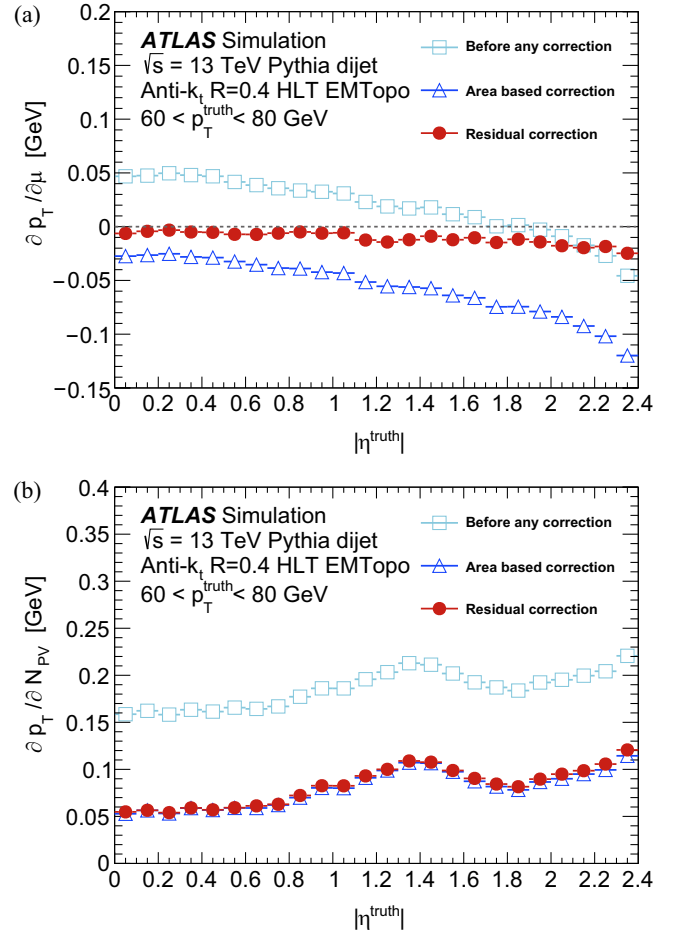 (a)
ATLAS Simulation
√s = 13 TeV Pythia dijet
Anti-kt R=0.4 HLT EMTopo
60 < pT^truth < 80 GeV
Before any correction
Area based correction
Residual correction
∂ pT /∂μ [GeV]
0.2
0.15
0.1
0.05
0
−0.05
−0.1
−0.15
0 0.2 0.4 0.6 0.8 1 1.2 1.4 1.6 1.8 2 2.2 2.4
|η^truth|
(b)
ATLAS Simulation
√s = 13 TeV Pythia dijet
Anti-kt R=0.4 HLT EMTopo
60 < pT^truth < 80 GeV
Before any correction
Area based correction
Residual correction
∂ pT /∂ NPV [GeV]
0.4
0.35
0.3
0.25
0.2
0.15
0.1
0.05
0
0 0.2 0.4 0.6 0.8 1 1.2 1.4 1.6 1.8 2 2.2 2.4
|η^truth|